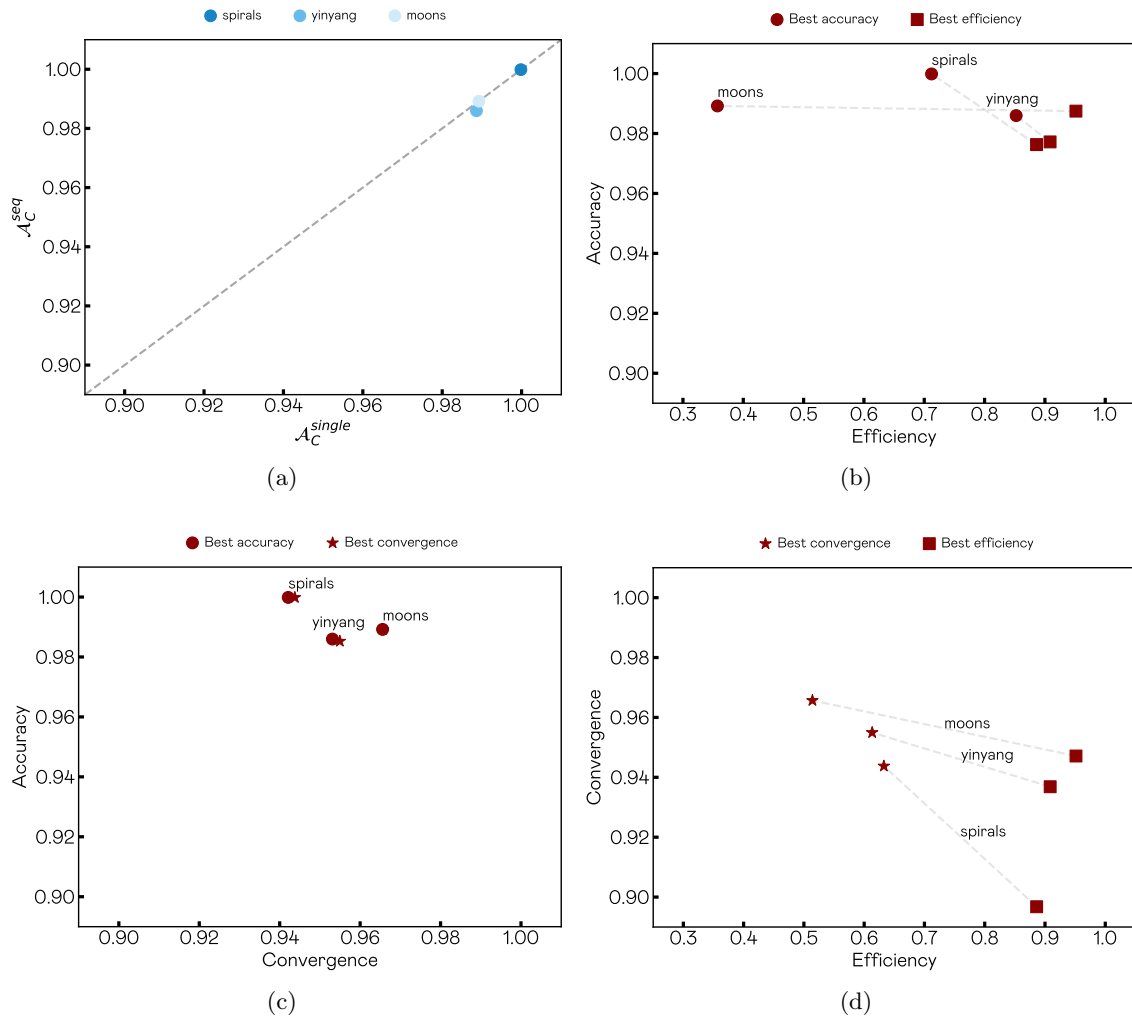 spirals yinyang moons
1.00
0.98
0.96
0.94
0.92
0.90
𝒜_C^seq
0.90 0.92 0.94 0.96 0.98 1.00
𝒜_C^single
(a)
Best accuracy Best efficiency
1.00
0.98
0.96
0.94
0.92
0.90
Accuracy
spirals
moons
yinyang
0.3 0.4 0.5 0.6 0.7 0.8 0.9 1.0
Efficiency
(b)
Best accuracy Best convergence
1.00
0.98
0.96
0.94
0.92
0.90
Accuracy
spirals
yinyang
moons
0.90 0.92 0.94 0.96 0.98 1.00
Convergence
(c)
Best convergence Best efficiency
1.00
0.98
0.96
0.94
0.92
0.90
Convergence
moons
yinyang
spirals
0.3 0.4 0.5 0.6 0.7 0.8 0.9 1.0
Efficiency
(d)